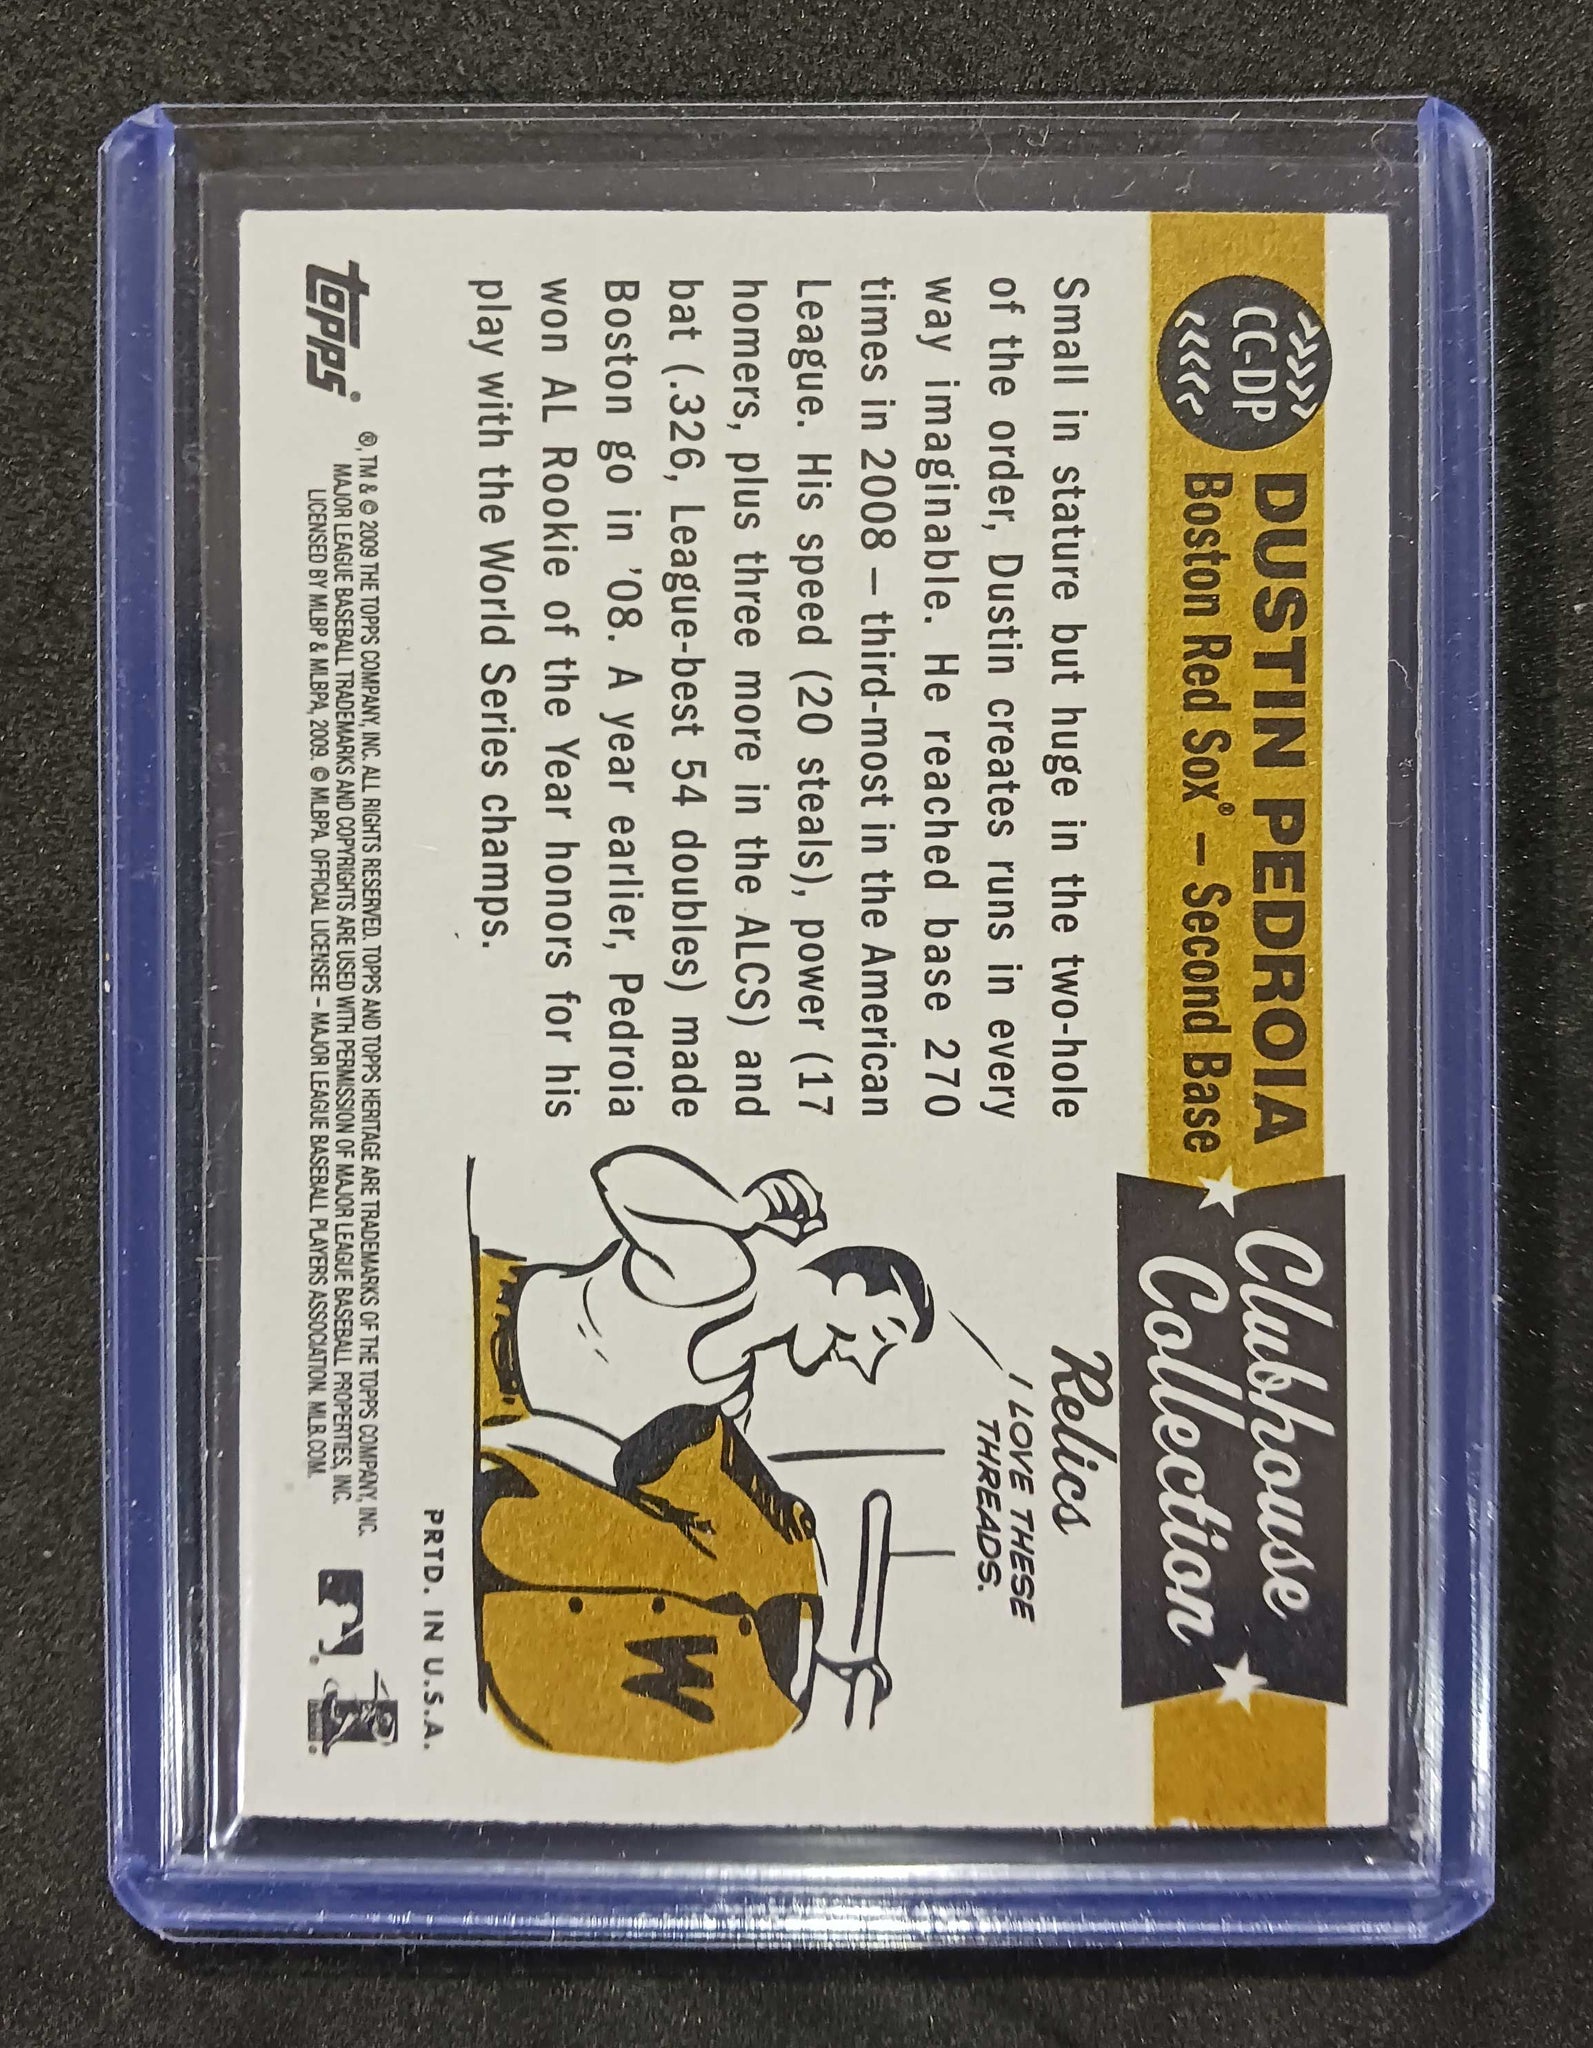 CC-DP
DUSTIN PEDROIA
Boston Red Sox® – Second Base
Clubhouse
Collection
Relics
Small in stature but huge in the two-hole
of the order, Dustin creates runs in every
way imaginable. He reached base 270
times in 2008 – third-most in the American
League. His speed (20 steals), power (17
homers, plus three more in the ALCS) and
bat (.326, League-best 54 doubles) made
Boston go in '08. A year earlier, Pedroia
won AL Rookie of the Year honors for his
play with the World Series champs.
I LOVE THESE
THREADS.
W
PRTD. IN U.S.A.
topps®
®, TM & © 2009 THE TOPPS COMPANY, INC. ALL RIGHTS RESERVED. TOPPS AND TOPPS HERITAGE ARE TRADEMARKS OF THE TOPPS COMPANY, INC.
MAJOR LEAGUE BASEBALL TRADEMARKS AND COPYRIGHTS ARE USED WITH PERMISSION OF MAJOR LEAGUE BASEBALL PROPERTIES, INC.
LICENSED BY MLBP & MLBPA, 2009. © MLBPA. OFFICIAL LICENSEE – MAJOR LEAGUE BASEBALL PLAYERS ASSOCIATION. MLB.COM.